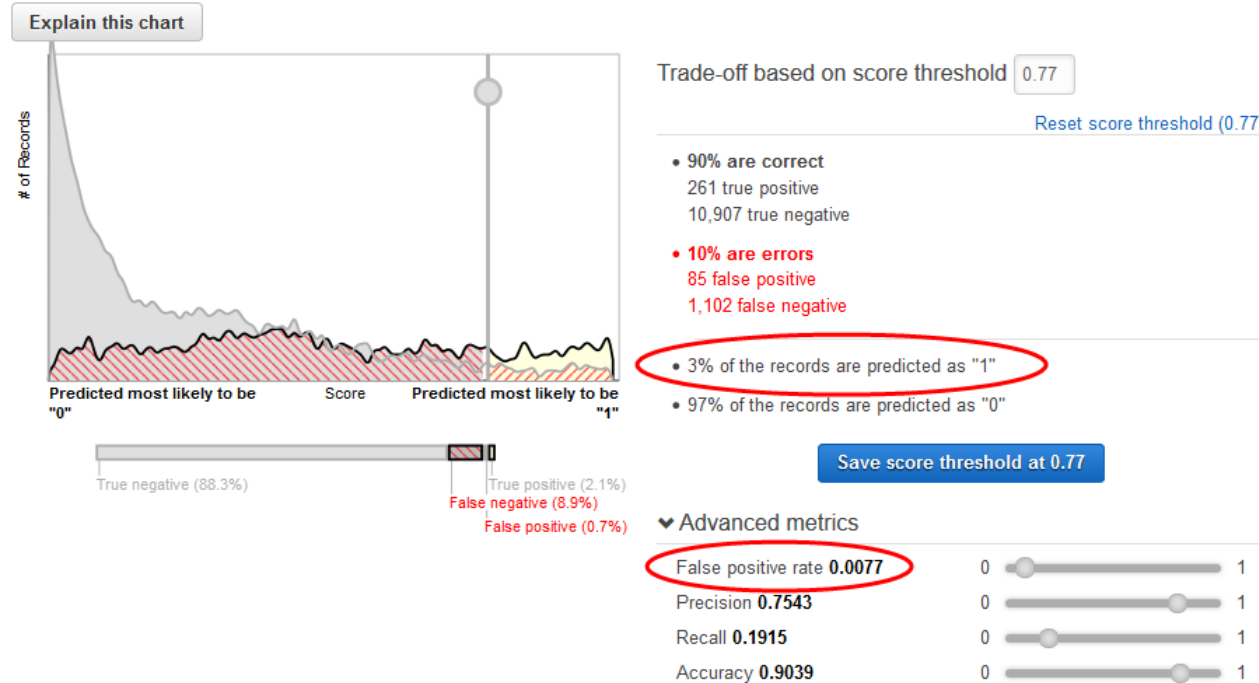 Explain this chart
# of Records
Predicted most likely to be "0"
Score
Predicted most likely to be "1"
True negative (88.3%)
True positive (2.1%)
False negative (8.9%)
False positive (0.7%)
Trade-off based on score threshold 0.77
Reset score threshold (0.77
• 90% are correct
261 true positive
10,907 true negative
• 10% are errors
85 false positive
1,102 false negative
• 3% of the records are predicted as "1"
• 97% of the records are predicted as "0"
Save score threshold at 0.77
Advanced metrics
False positive rate 0.0077 0 1
Precision 0.7543 0 1
Recall 0.1915 0 1
Accuracy 0.9039 0 1